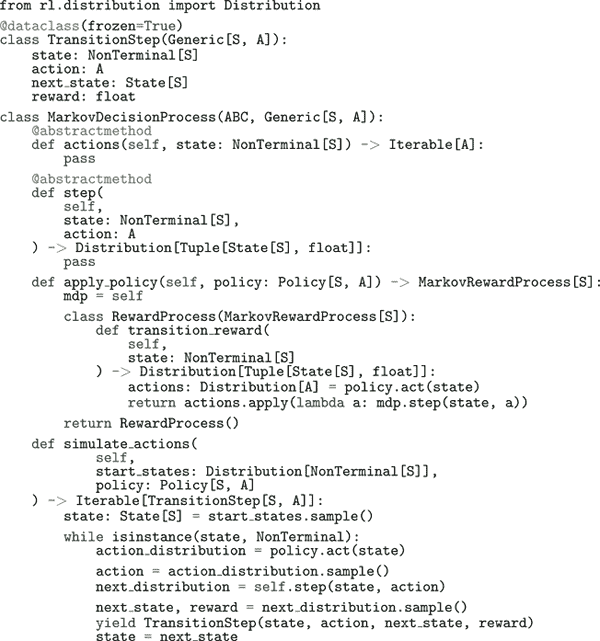 from rl.distribution import Distribution
@dataclass(frozen=True)
class TransitionStep(Generic[S, A]):
    state: NonTerminal[S]
    action: A
    next_state: State[S]
    reward: float
class MarkovDecisionProcess(ABC, Generic[S, A]):
    @abstractmethod
    def actions(self, state: NonTerminal[S]) -> Iterable[A]:
        pass
    @abstractmethod
    def step(
        self,
        state: NonTerminal[S],
        action: A
    ) -> Distribution[Tuple[State[S], float]]:
        pass
    def apply_policy(self, policy: Policy[S, A]) -> MarkovRewardProcess[S]:
        mdp = self
        class RewardProcess(MarkovRewardProcess[S]):
            def transition_reward(
                self,
                state: NonTerminal[S]
            ) -> Distribution[Tuple[State[S], float]]:
                actions: Distribution[A] = policy.act(state)
                return actions.apply(lambda a: mdp.step(state, a))
        return RewardProcess()
    def simulate_actions(
            self,
            start_states: Distribution[NonTerminal[S]],
            policy: Policy[S, A]
    ) -> Iterable[TransitionStep[S, A]]:
        state: State[S] = start_states.sample()
        while isinstance(state, NonTerminal):
            action_distribution = policy.act(state)
            action = action_distribution.sample()
            next_distribution = self.step(state, action)
            next_state, reward = next_distribution.sample()
            yield TransitionStep(state, action, next_state, reward)
            state = next_state